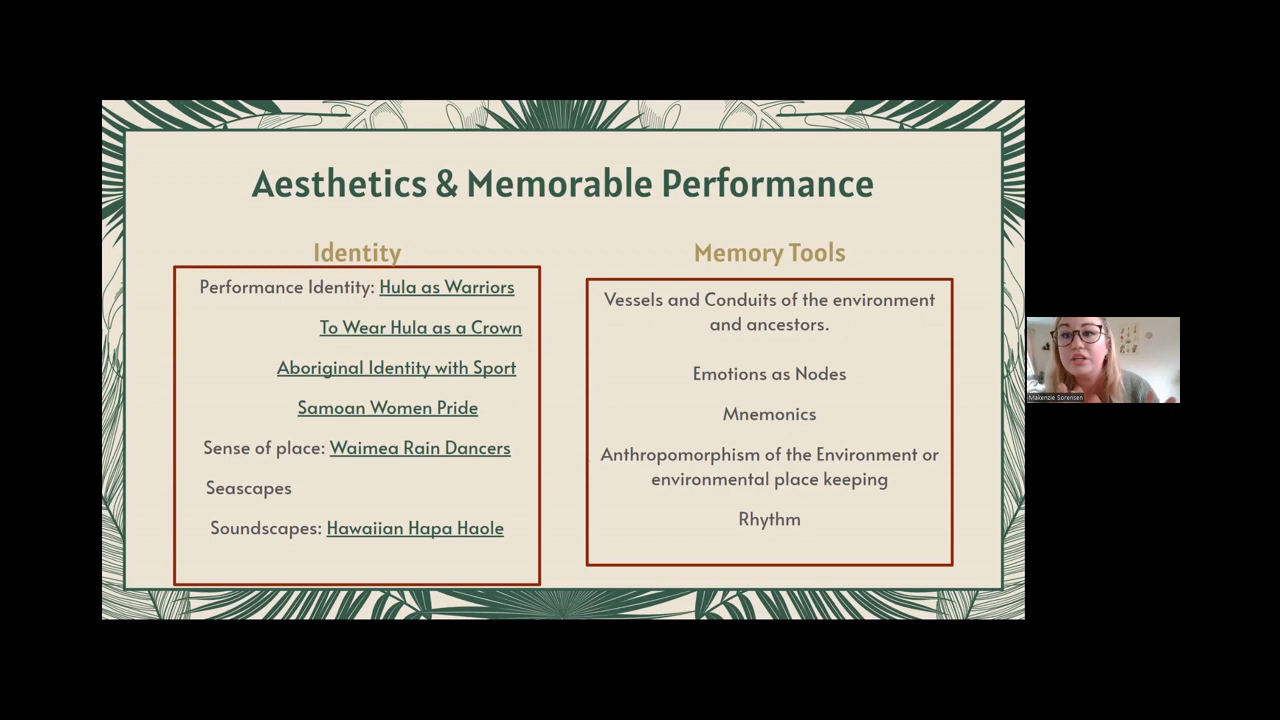 Aesthetics & Memorable Performance
Identity
Performance Identity: Hula as Warriors
To Wear Hula as a Crown
Aboriginal Identity with Sport
Samoan Women Pride
Sense of place: Waimea Rain Dancers
Seascapes
Soundscapes: Hawaiian Hapa Haole
Memory Tools
Vessels and Conduits of the environment
and ancestors.
Emotions as Nodes
Mnemonics
Anthropomorphism of the Environment or
environmental place keeping
Rhythm
Makenzie Sorensen